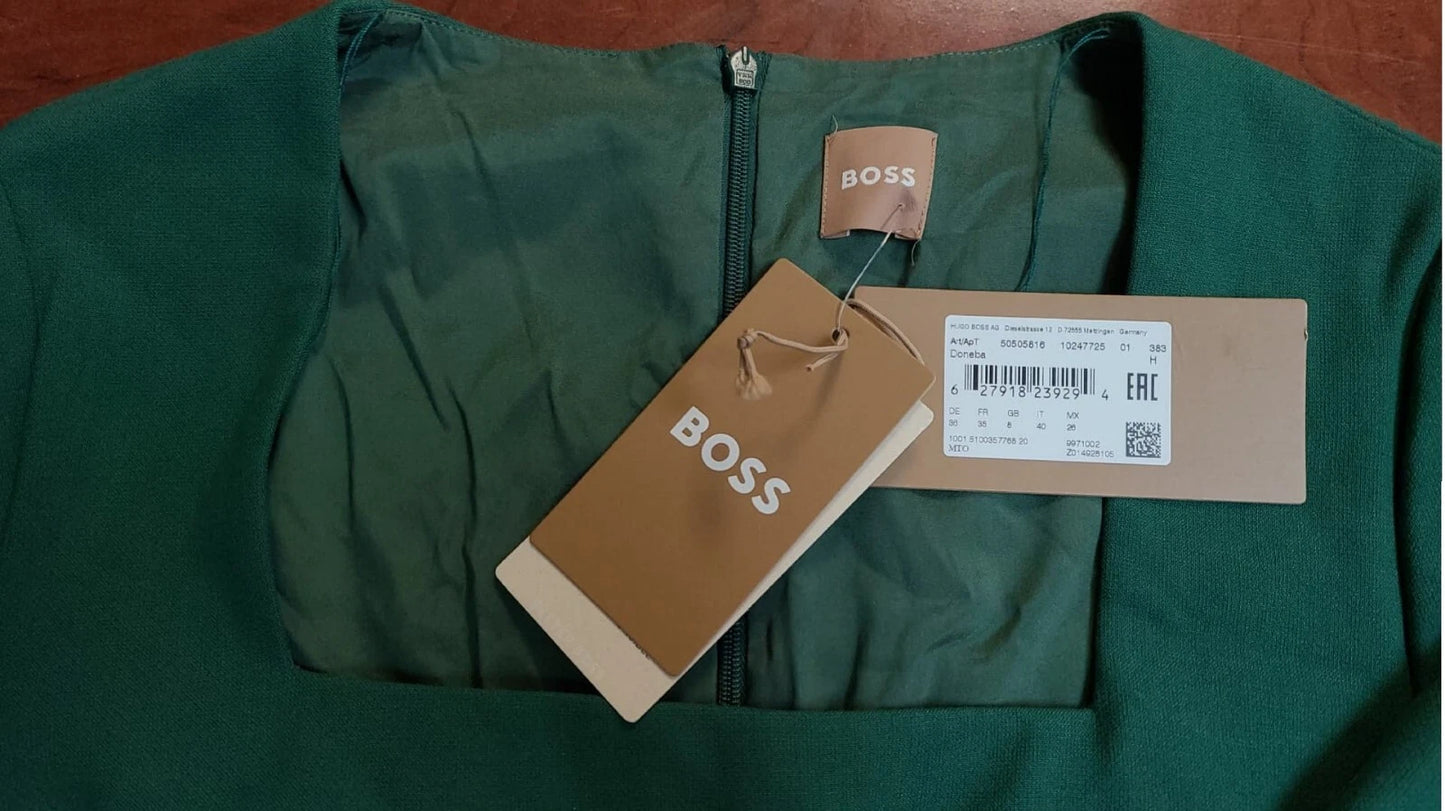 BOSS
BOSS
HUGO BOSS AG Dieselstrasse 12 D-72555 Metzingen Germany
Art/ApT 50505816 10247725 01 383
Doneba H
6 27918 23929 4 EAC
DE FR GB IT MX
36 38 8 40 26
1001 5100357768 20 9971002
MTO Z014928105